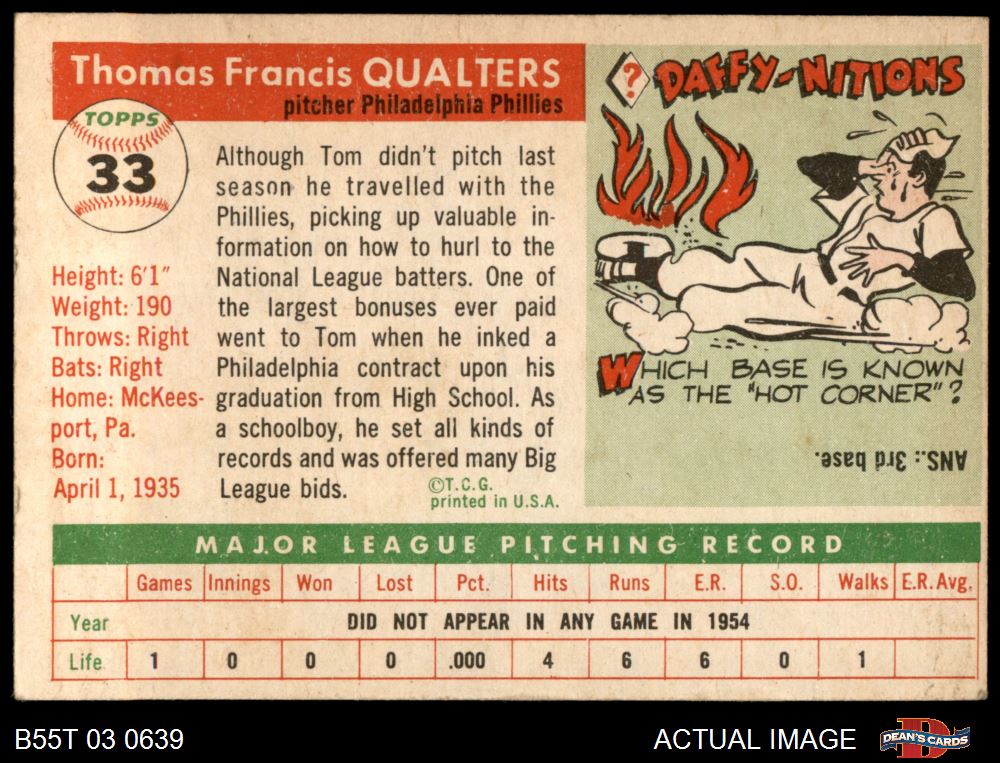 Thomas Francis QUALTERS
pitcher Philadelphia Phillies
TOPPS
33
Height: 6'1"
Weight: 190
Throws: Right
Bats: Right
Home: McKees-
port, Pa.
Born:
April 1, 1935
Although Tom didn't pitch last
season he travelled with the
Phillies, picking up valuable in-
formation on how to hurl to the
National League batters. One of
the largest bonuses ever paid
went to Tom when he inked a
Philadelphia contract upon his
graduation from High School. As
a schoolboy, he set all kinds of
records and was offered many Big
League bids.
©T.C.G.
printed in U.S.A.
? DAFFY-NITIONS
WHICH BASE IS KNOWN
AS THE "HOT CORNER"?
ANS.: 3rd base.
MAJOR LEAGUE PITCHING RECORD
Games Innings Won Lost Pct. Hits Runs E.R. S.O. Walks E.R.Avg.
Year DID NOT APPEAR IN ANY GAME IN 1954
Life 1 0 0 0 .000 4 6 6 0 1
B55T 03 0639
ACTUAL IMAGE
D
DEAN'S CARDS